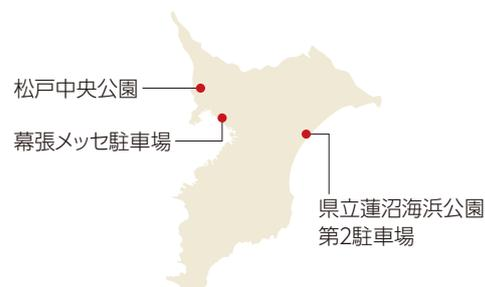 松戸中央公園
幕張メッセ駐車場
県立蓮沼海浜公園
第2駐車場